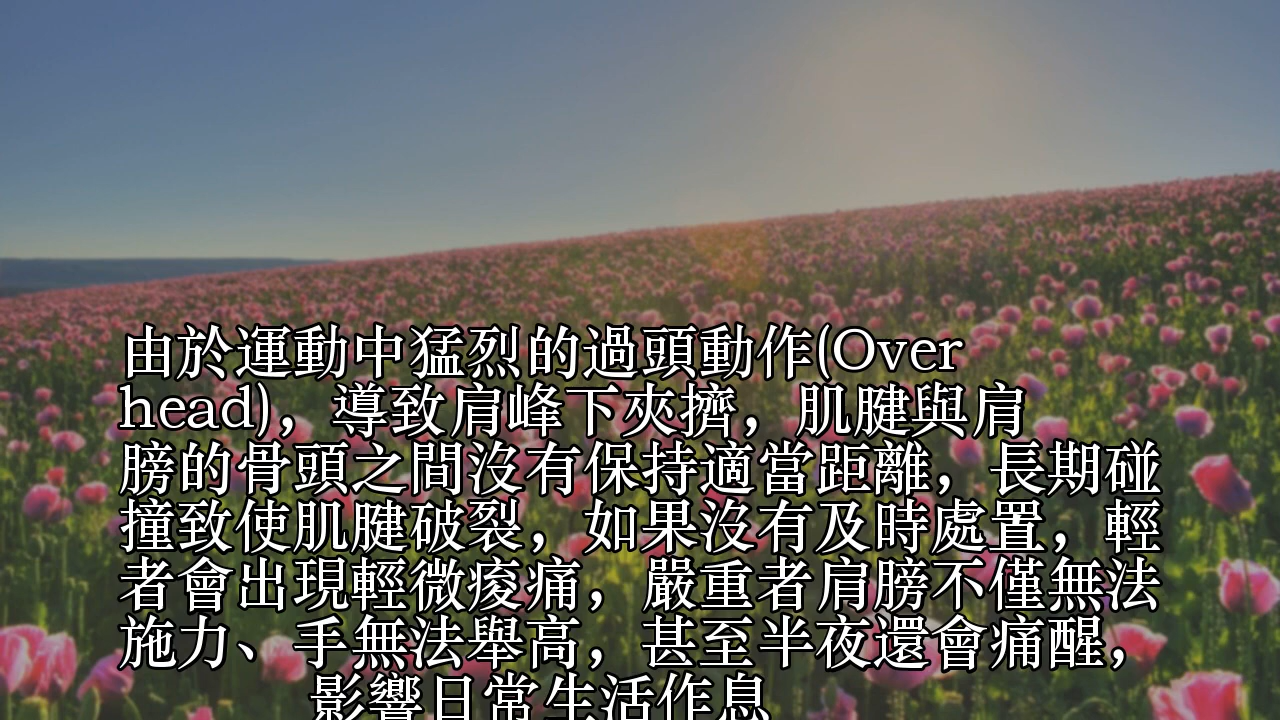 由於運動中猛烈的過頭動作(Over
head)，導致肩峰下夾擠，肌腱與肩
膀的骨頭之間沒有保持適當距離，長期碰
撞致使肌腱破裂，如果沒有及時處置，輕
者會出現輕微痠痛，嚴重者肩膀不僅無法
施力、手無法舉高，甚至半夜還會痛醒，
影響日常生活作息